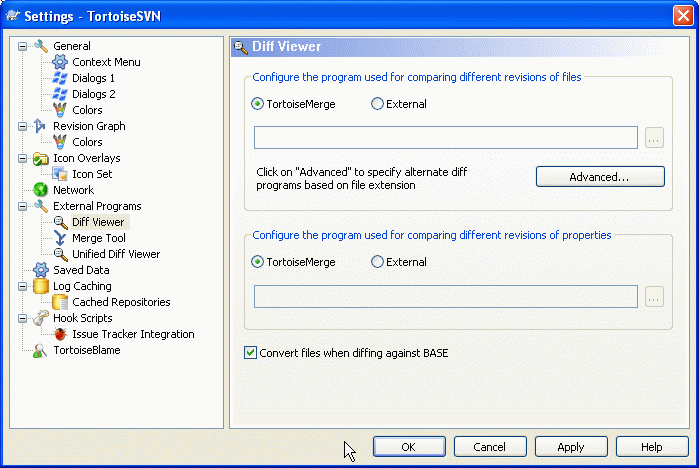 Settings - TortoiseSVN
General
Context Menu
Dialogs 1
Dialogs 2
Colors
Revision Graph
Colors
Icon Overlays
Icon Set
Network
External Programs
Diff Viewer
Merge Tool
Unified Diff Viewer
Saved Data
Log Caching
Cached Repositories
Hook Scripts
Issue Tracker Integration
TortoiseBlame
Diff Viewer
Configure the program used for comparing different revisions of files
TortoiseMerge External
...
Click on "Advanced" to specify alternate diff
programs based on file extension
Advanced...
Configure the program used for comparing different revisions of properties
TortoiseMerge External
...
Convert files when diffing against BASE
OK Cancel Apply Help